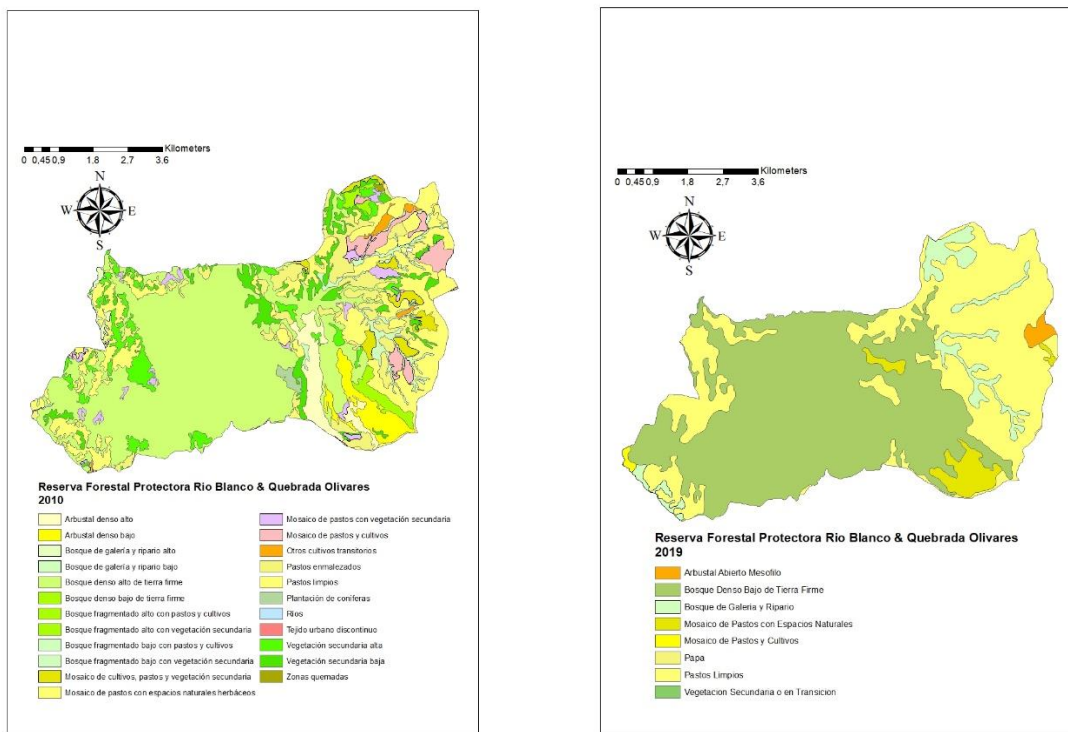 Kilometers
0 0,45 0,9 1,8 2,7 3,6
N
W E
S
Reserva Forestal Protectora Rio Blanco & Quebrada Olivares
2010
Arbustal denso alto
Arbustal denso bajo
Bosque de galería y ripario alto
Bosque de galería y ripario bajo
Bosque denso alto de tierra firme
Bosque denso bajo de tierra firme
Bosque fragmentado alto con pastos y cultivos
Bosque fragmentado alto con vegetación secundaria
Bosque fragmentado bajo con pastos y cultivos
Bosque fragmentado bajo con vegetación secundaria
Mosaico de cultivos, pastos y vegetación secundaria
Mosaico de pastos con espacios naturales herbáceos
Mosaico de pastos con vegetación secundaria
Mosaico de pastos y cultivos
Otros cultivos transitorios
Pastos enmalezados
Pastos limpios
Plantación de coníferas
Ríos
Tejido urbano discontinuo
Vegetación secundaria alta
Vegetación secundaria baja
Zonas quemadas
Kilometers
0 0,45 0,9 1,8 2,7 3,6
N
W E
S
Reserva Forestal Protectora Rio Blanco & Quebrada Olivares
2019
Arbustal Abierto Mesofilo
Bosque Denso Bajo de Tierra Firme
Bosque de Galeria y Ripario
Mosaico de Pastos con Espacios Naturales
Mosaico de Pastos y Cultivos
Papa
Pastos Limpios
Vegetacion Secundaria o en Transicion